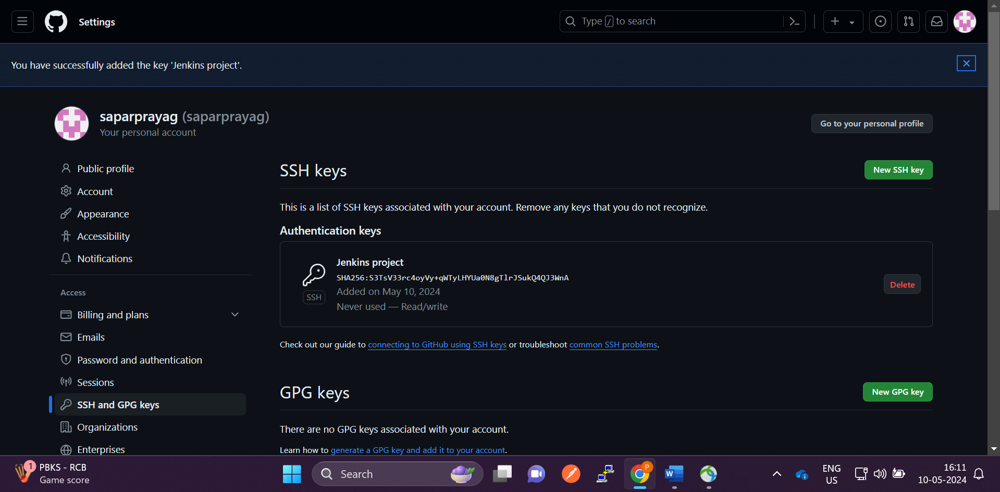 Settings
Type / to search
You have successfully added the key 'Jenkins project'.
saparprayag (saparprayag)
Your personal account
Go to your personal profile
Public profile
Account
Appearance
Accessibility
Notifications
Access
Billing and plans
Emails
Password and authentication
Sessions
SSH and GPG keys
Organizations
Enterprises
SSH keys
New SSH key
This is a list of SSH keys associated with your account. Remove any keys that you do not recognize.
Authentication keys
Jenkins project
SHA256:S3TsV33rc4oyVy+qWTyLHYUa0N8gTlrJSukQ4QJ3WnA
Added on May 10, 2024
Never used — Read/write
SSH
Delete
Check out our guide to connecting to GitHub using SSH keys or troubleshoot common SSH problems.
GPG keys
New GPG key
There are no GPG keys associated with your account.
Learn how to generate a GPG key and add it to your account.
1
PBKS - RCB
Game score
Search
P
W
ENG
US
16:11
10-05-2024